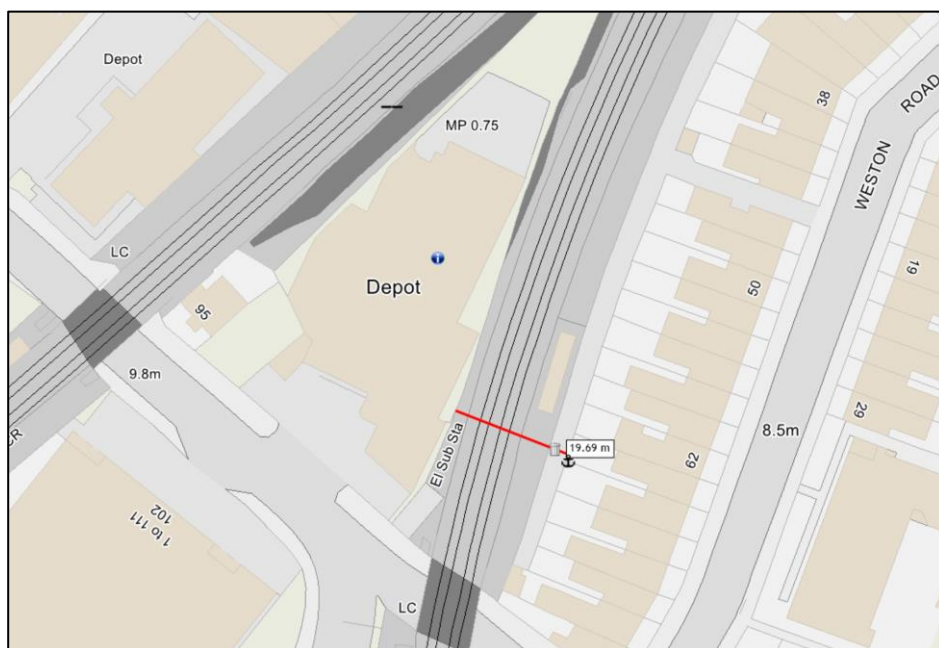 Depot
MP 0.75
38
WESTON
ROAD
LC
19
50
Depot
95
9.8m
29
19.69 m
8.5m
62
El Sub Sta
1 to 111
102
LC